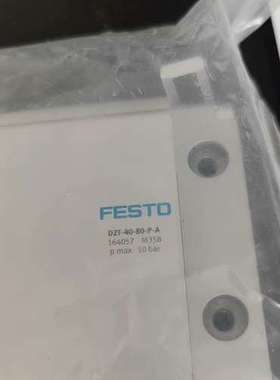 FESTO
DZF-40-80-P-A
164057 M358
p max. 10 bar